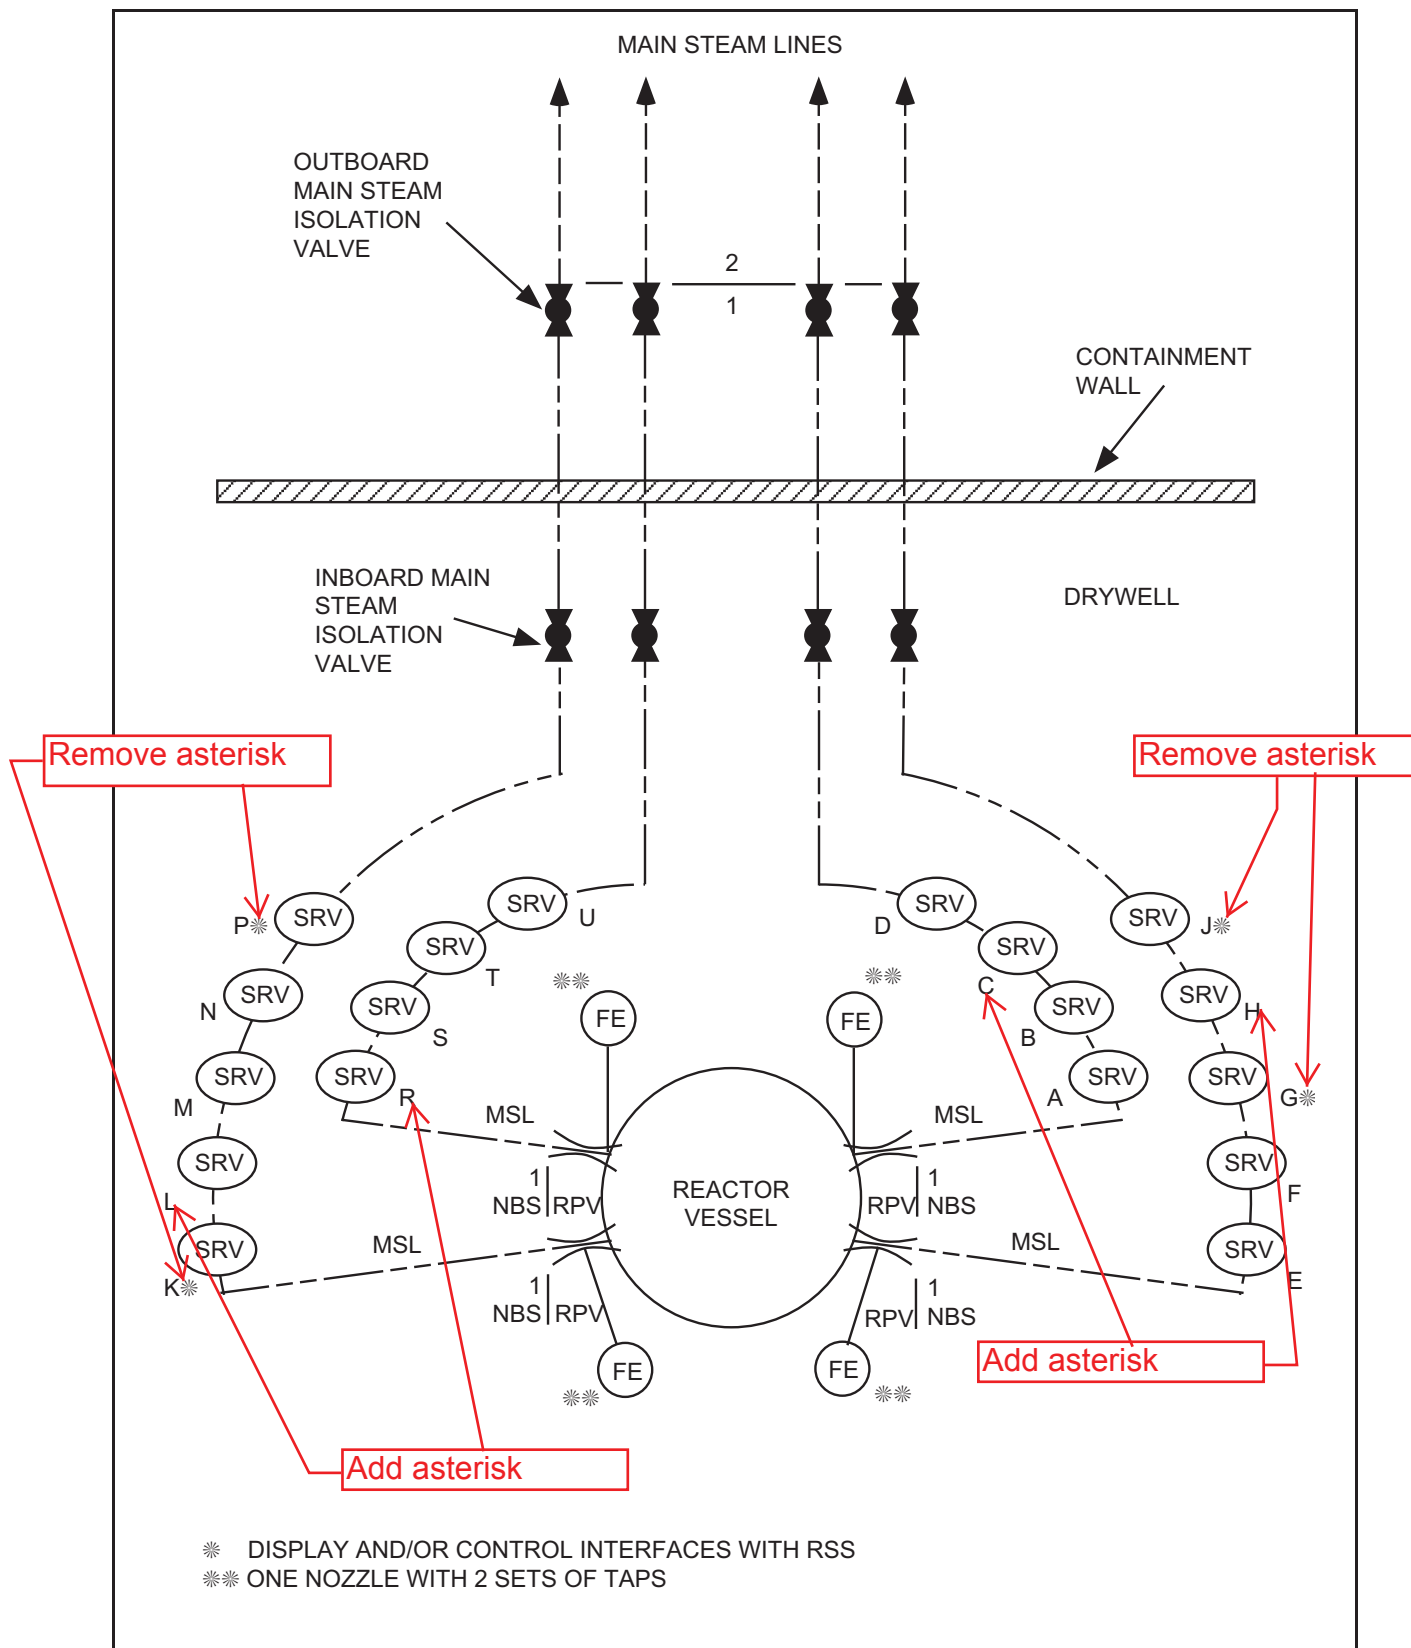 MAIN STEAM LINES
OUTBOARD
MAIN STEAM
ISOLATION
VALVE
2
1
CONTAINMENT
WALL
INBOARD MAIN
STEAM
ISOLATION
VALVE
DRYWELL
Remove asterisk
Remove asterisk
SRV
P*
SRV
U
SRV
D
SRV
J*
SRV
T
SRV
C
SRV
N
SRV
S
SRV
B
SRV
H
** FE
** FE
SRV
M
SRV
R
SRV
A
SRV
G*
MSL
MSL
SRV
L
SRV
F
1
NBS RPV
REACTOR
VESSEL
1
RPV NBS
SRV
K*
MSL
MSL
SRV
E
1
NBS RPV
1
RPV NBS
FE
**
FE
**
Add asterisk
Add asterisk
* DISPLAY AND/OR CONTROL INTERFACES WITH RSS
** ONE NOZZLE WITH 2 SETS OF TAPS